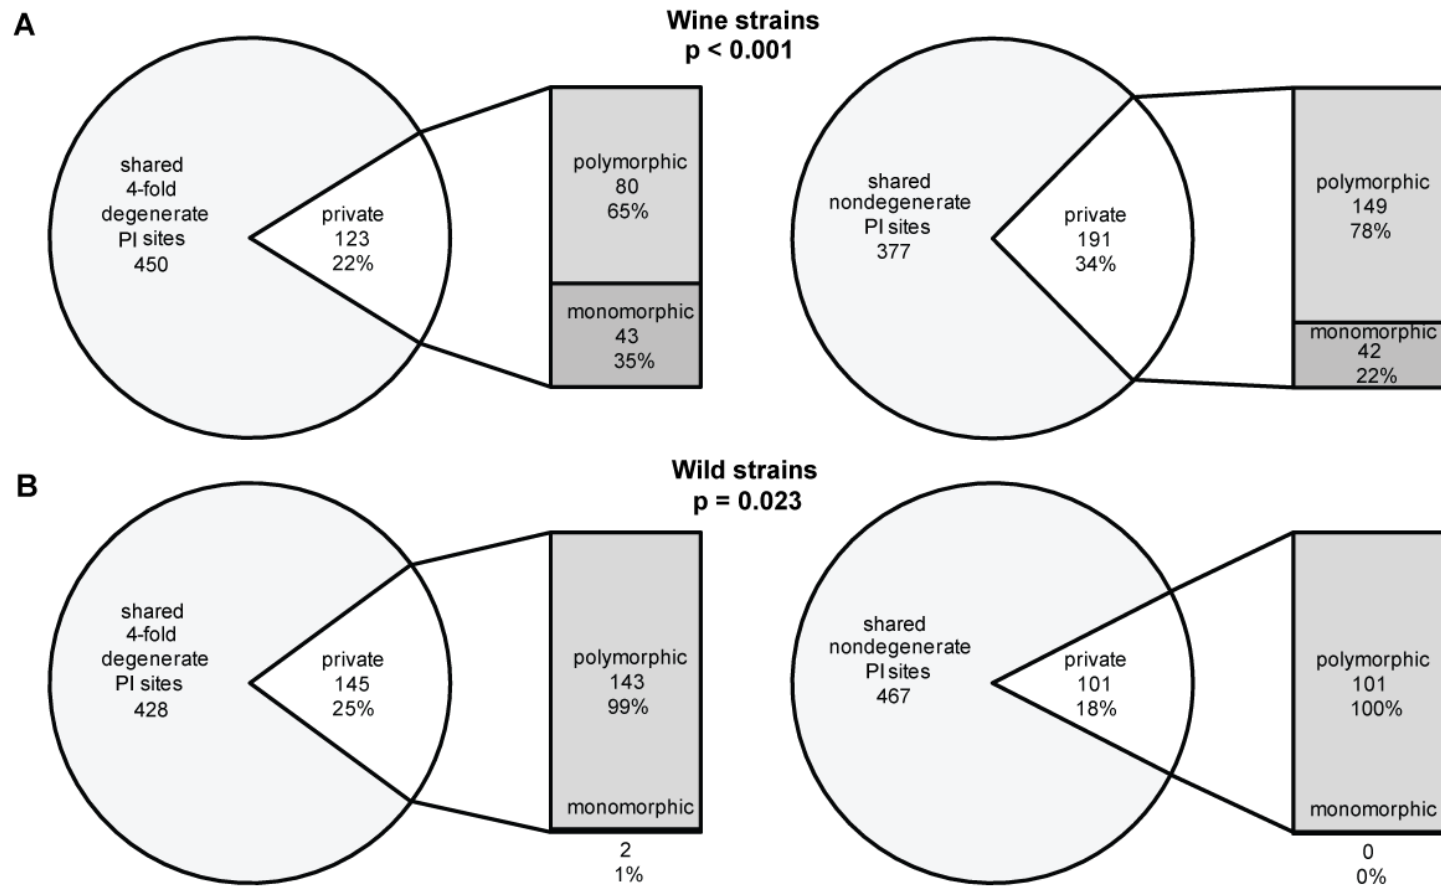 A
Wine strains
p < 0.001
shared
4-fold
degenerate
PI sites
450
private
123
22%
polymorphic
80
65%
monomorphic
43
35%
shared
nondegenerate
PI sites
377
private
191
34%
polymorphic
149
78%
monomorphic
42
22%
B
Wild strains
p = 0.023
shared
4-fold
degenerate
PI sites
428
private
145
25%
polymorphic
143
99%
monomorphic
2
1%
shared
nondegenerate
PI sites
467
private
101
18%
polymorphic
101
100%
monomorphic
0
0%